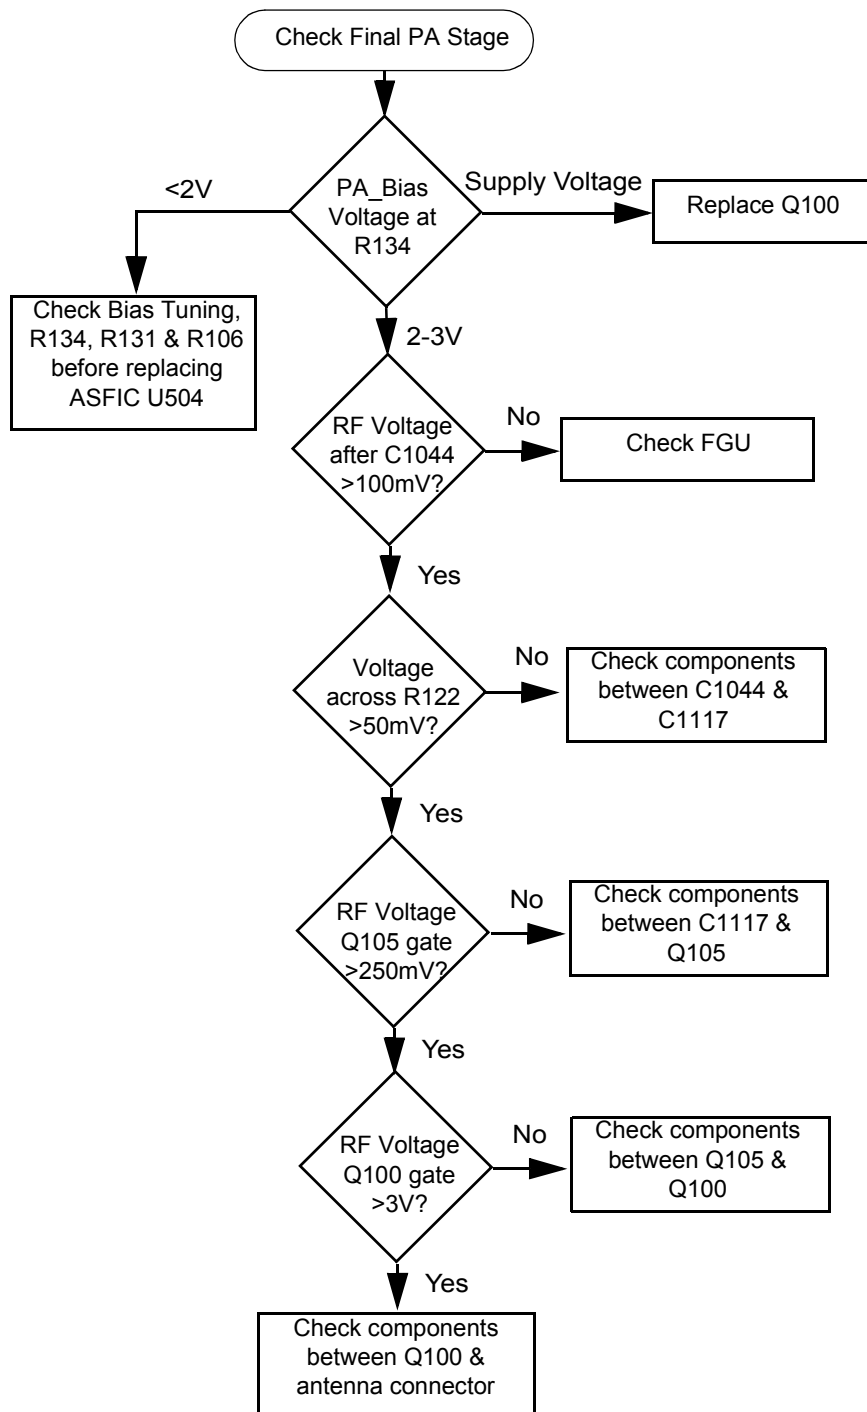 Check Final PA Stage
PA_Bias
Voltage at
R134
<2V
Supply Voltage
Replace Q100
Check Bias Tuning,
R134, R131 & R106
before replacing
ASFIC U504
2-3V
RF Voltage
after C1044
>100mV?
No
Check FGU
Yes
Voltage
across R122
>50mV?
No
Check components
between C1044 &
C1117
Yes
RF Voltage
Q105 gate
>250mV?
No
Check components
between C1117 &
Q105
Yes
RF Voltage
Q100 gate
>3V?
No
Check components
between Q105 &
Q100
Yes
Check components
between Q100 &
antenna connector